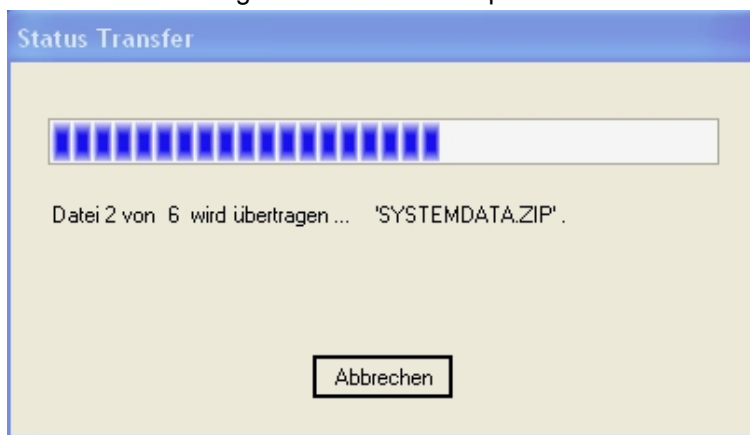 Status Transfer
Datei 2 von 6 wird übertragen ... 'SYSTEMDATA.ZIP' .
Abbrechen